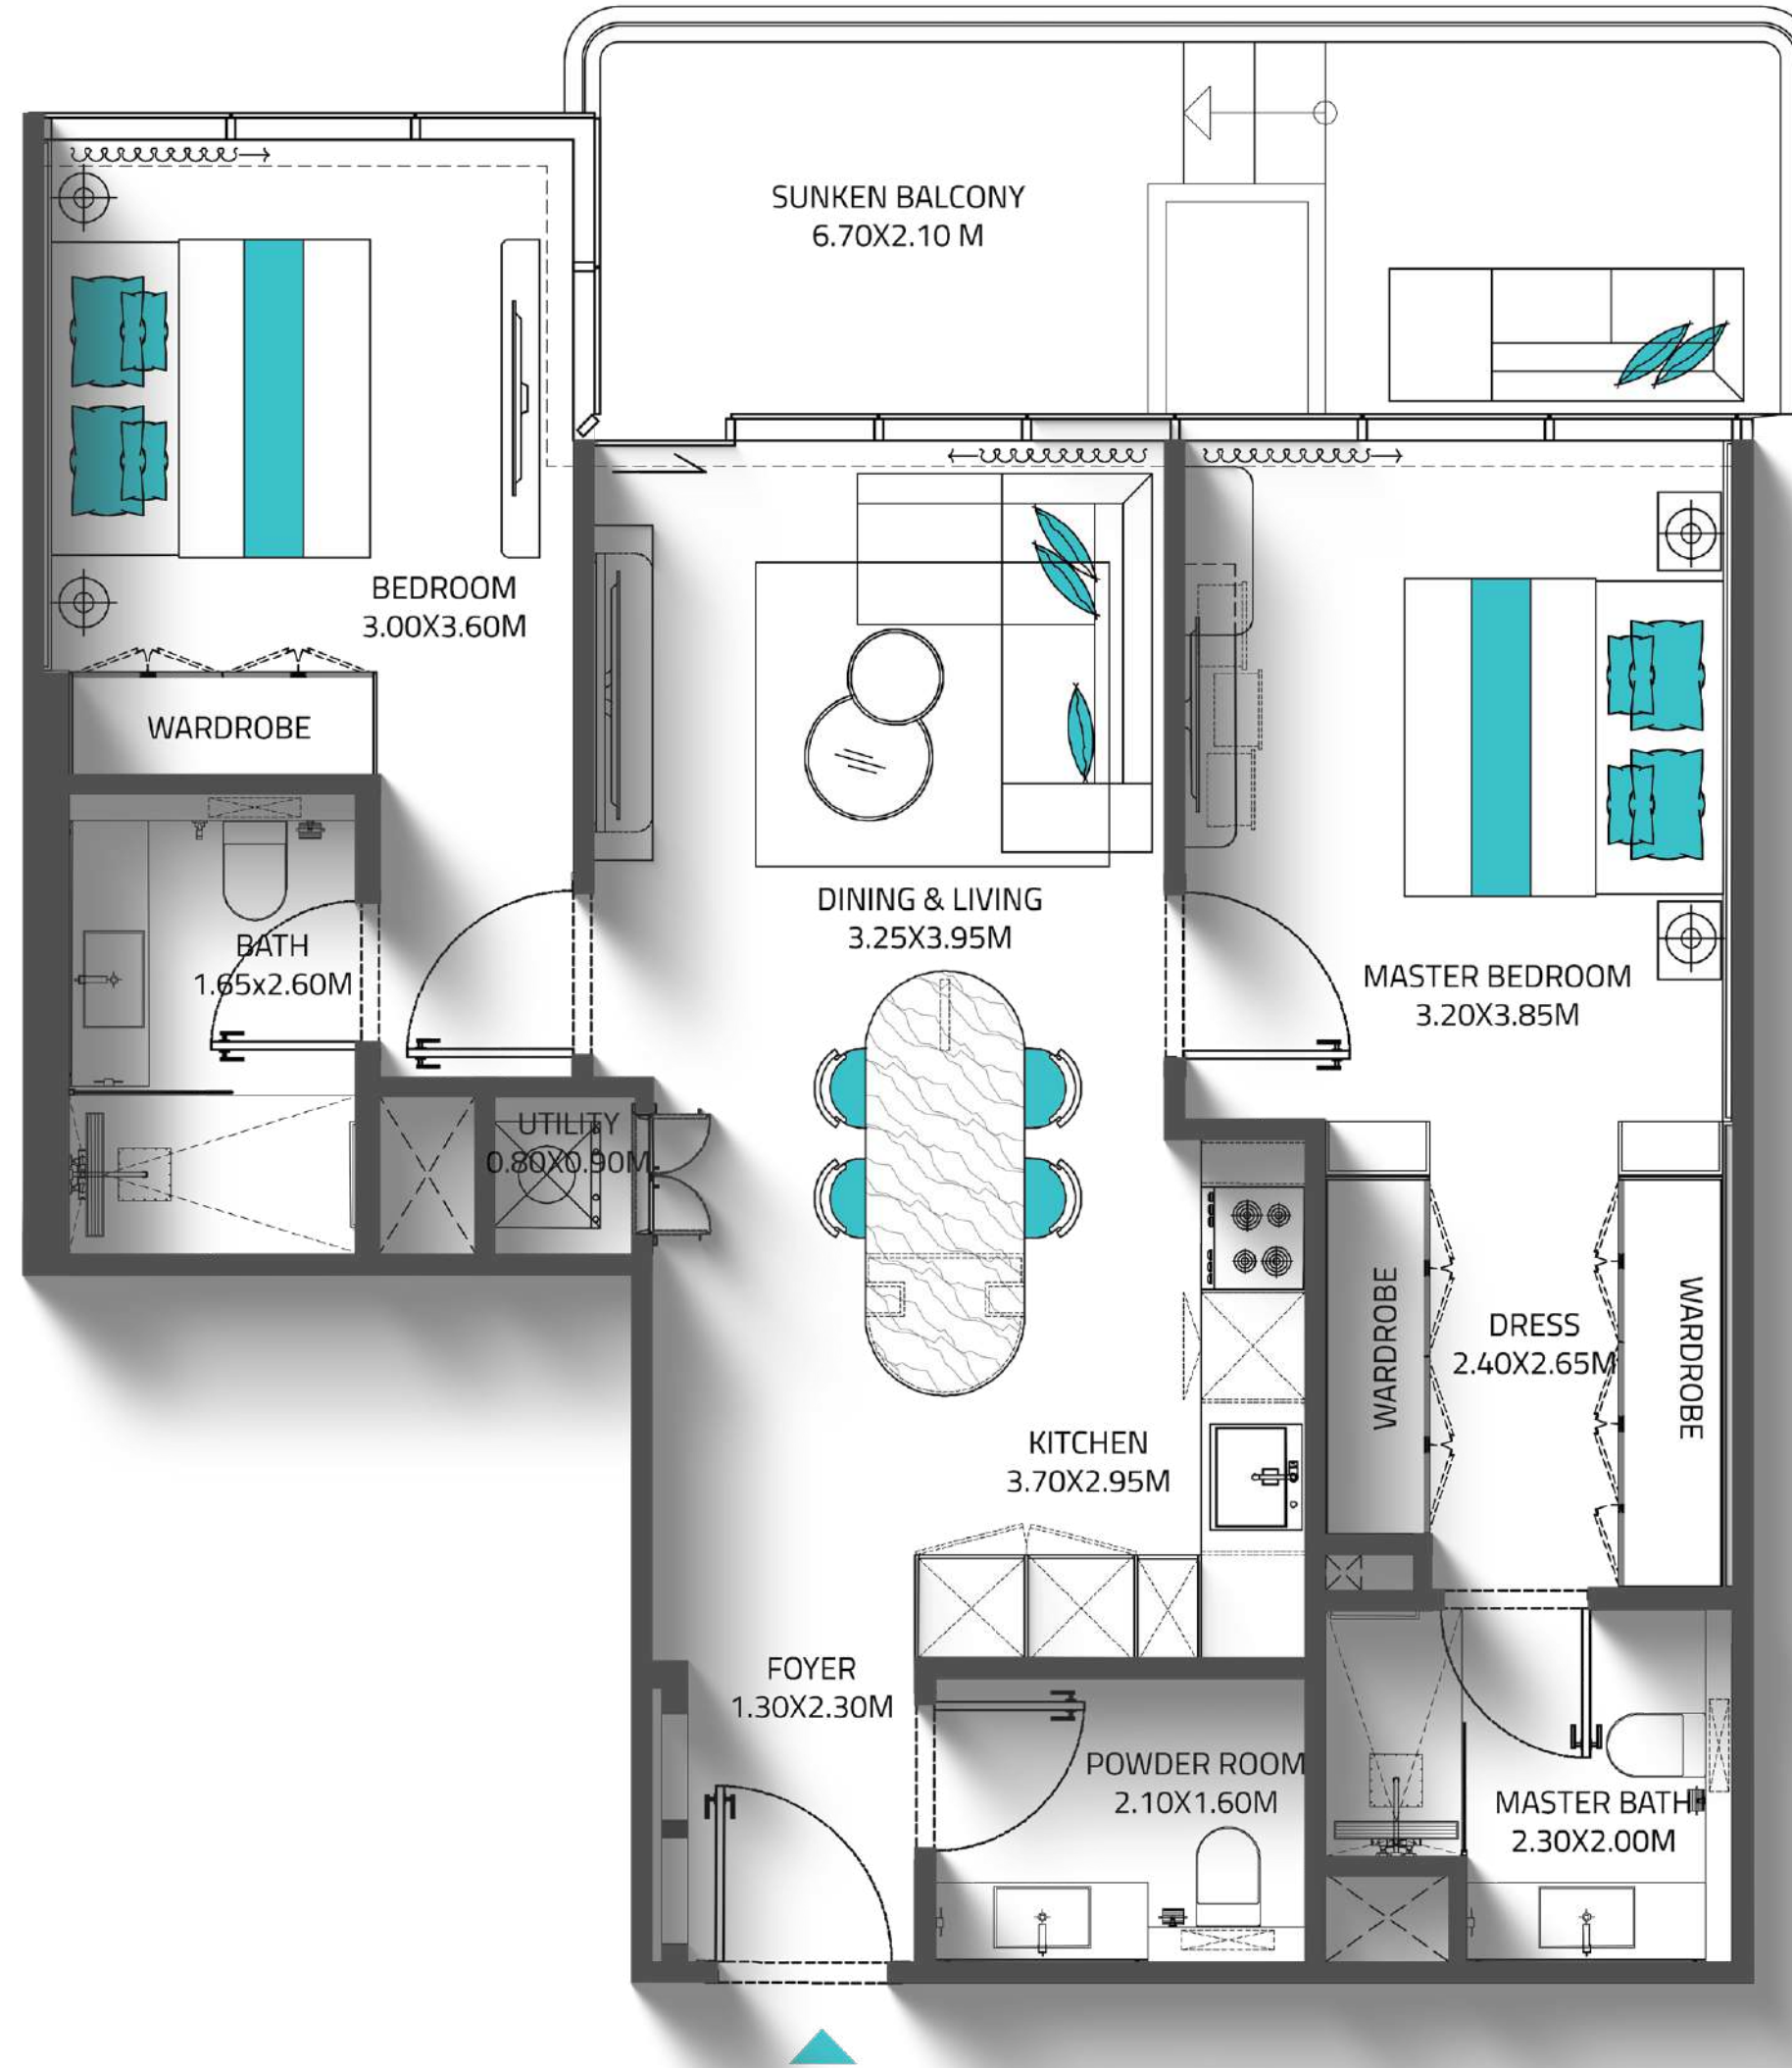 SUNKEN BALCONY
6.70X2.10 M
BEDROOM
3.00X3.60M
WARDROBE
DINING & LIVING
3.25X3.95M
BATH
1.65x2.60M
MASTER BEDROOM
3.20X3.85M
UTILITY
0.80X0.90M
WARDROBE
DRESS
2.40X2.65M
WARDROBE
KITCHEN
3.70X2.95M
FOYER
1.30X2.30M
POWDER ROOM
2.10X1.60M
MASTER BATH
2.30X2.00M